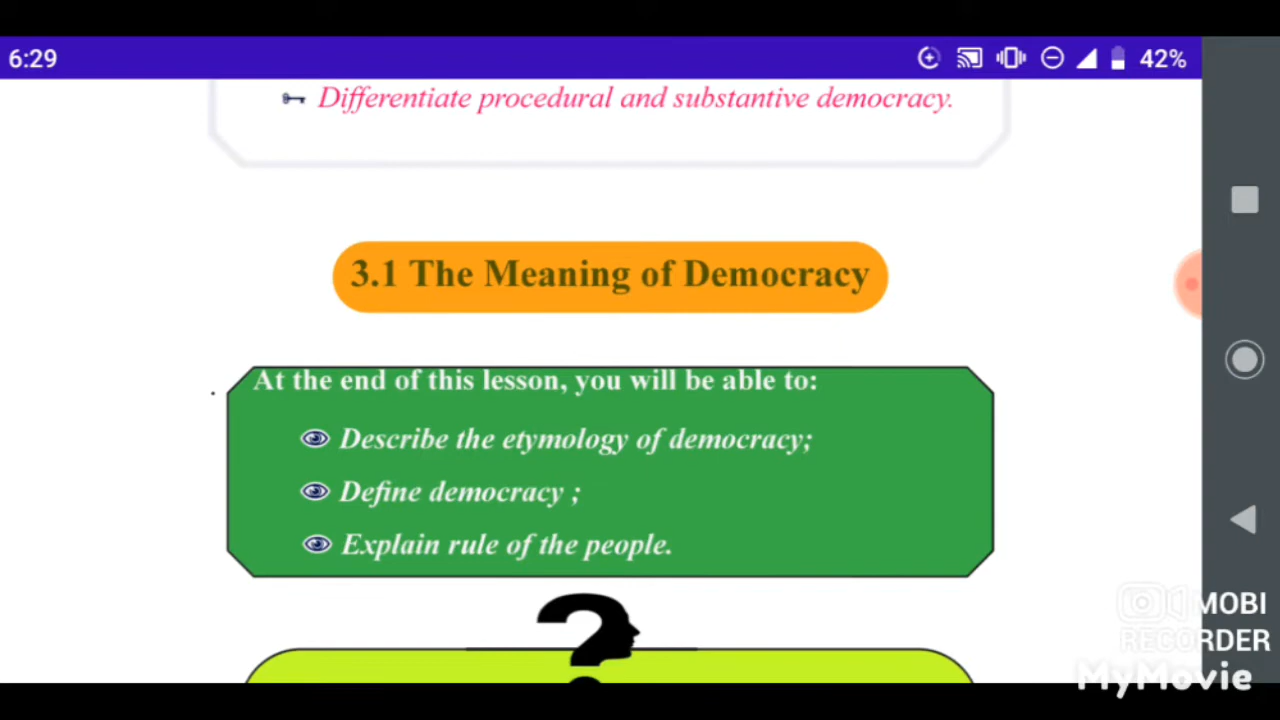 6:29
42%
Differentiate procedural and substantive democracy.
3.1 The Meaning of Democracy
At the end of this lesson, you will be able to:
Describe the etymology of democracy;
Define democracy ;
Explain rule of the people.
?
MOBI
RECORDER
MyMovie